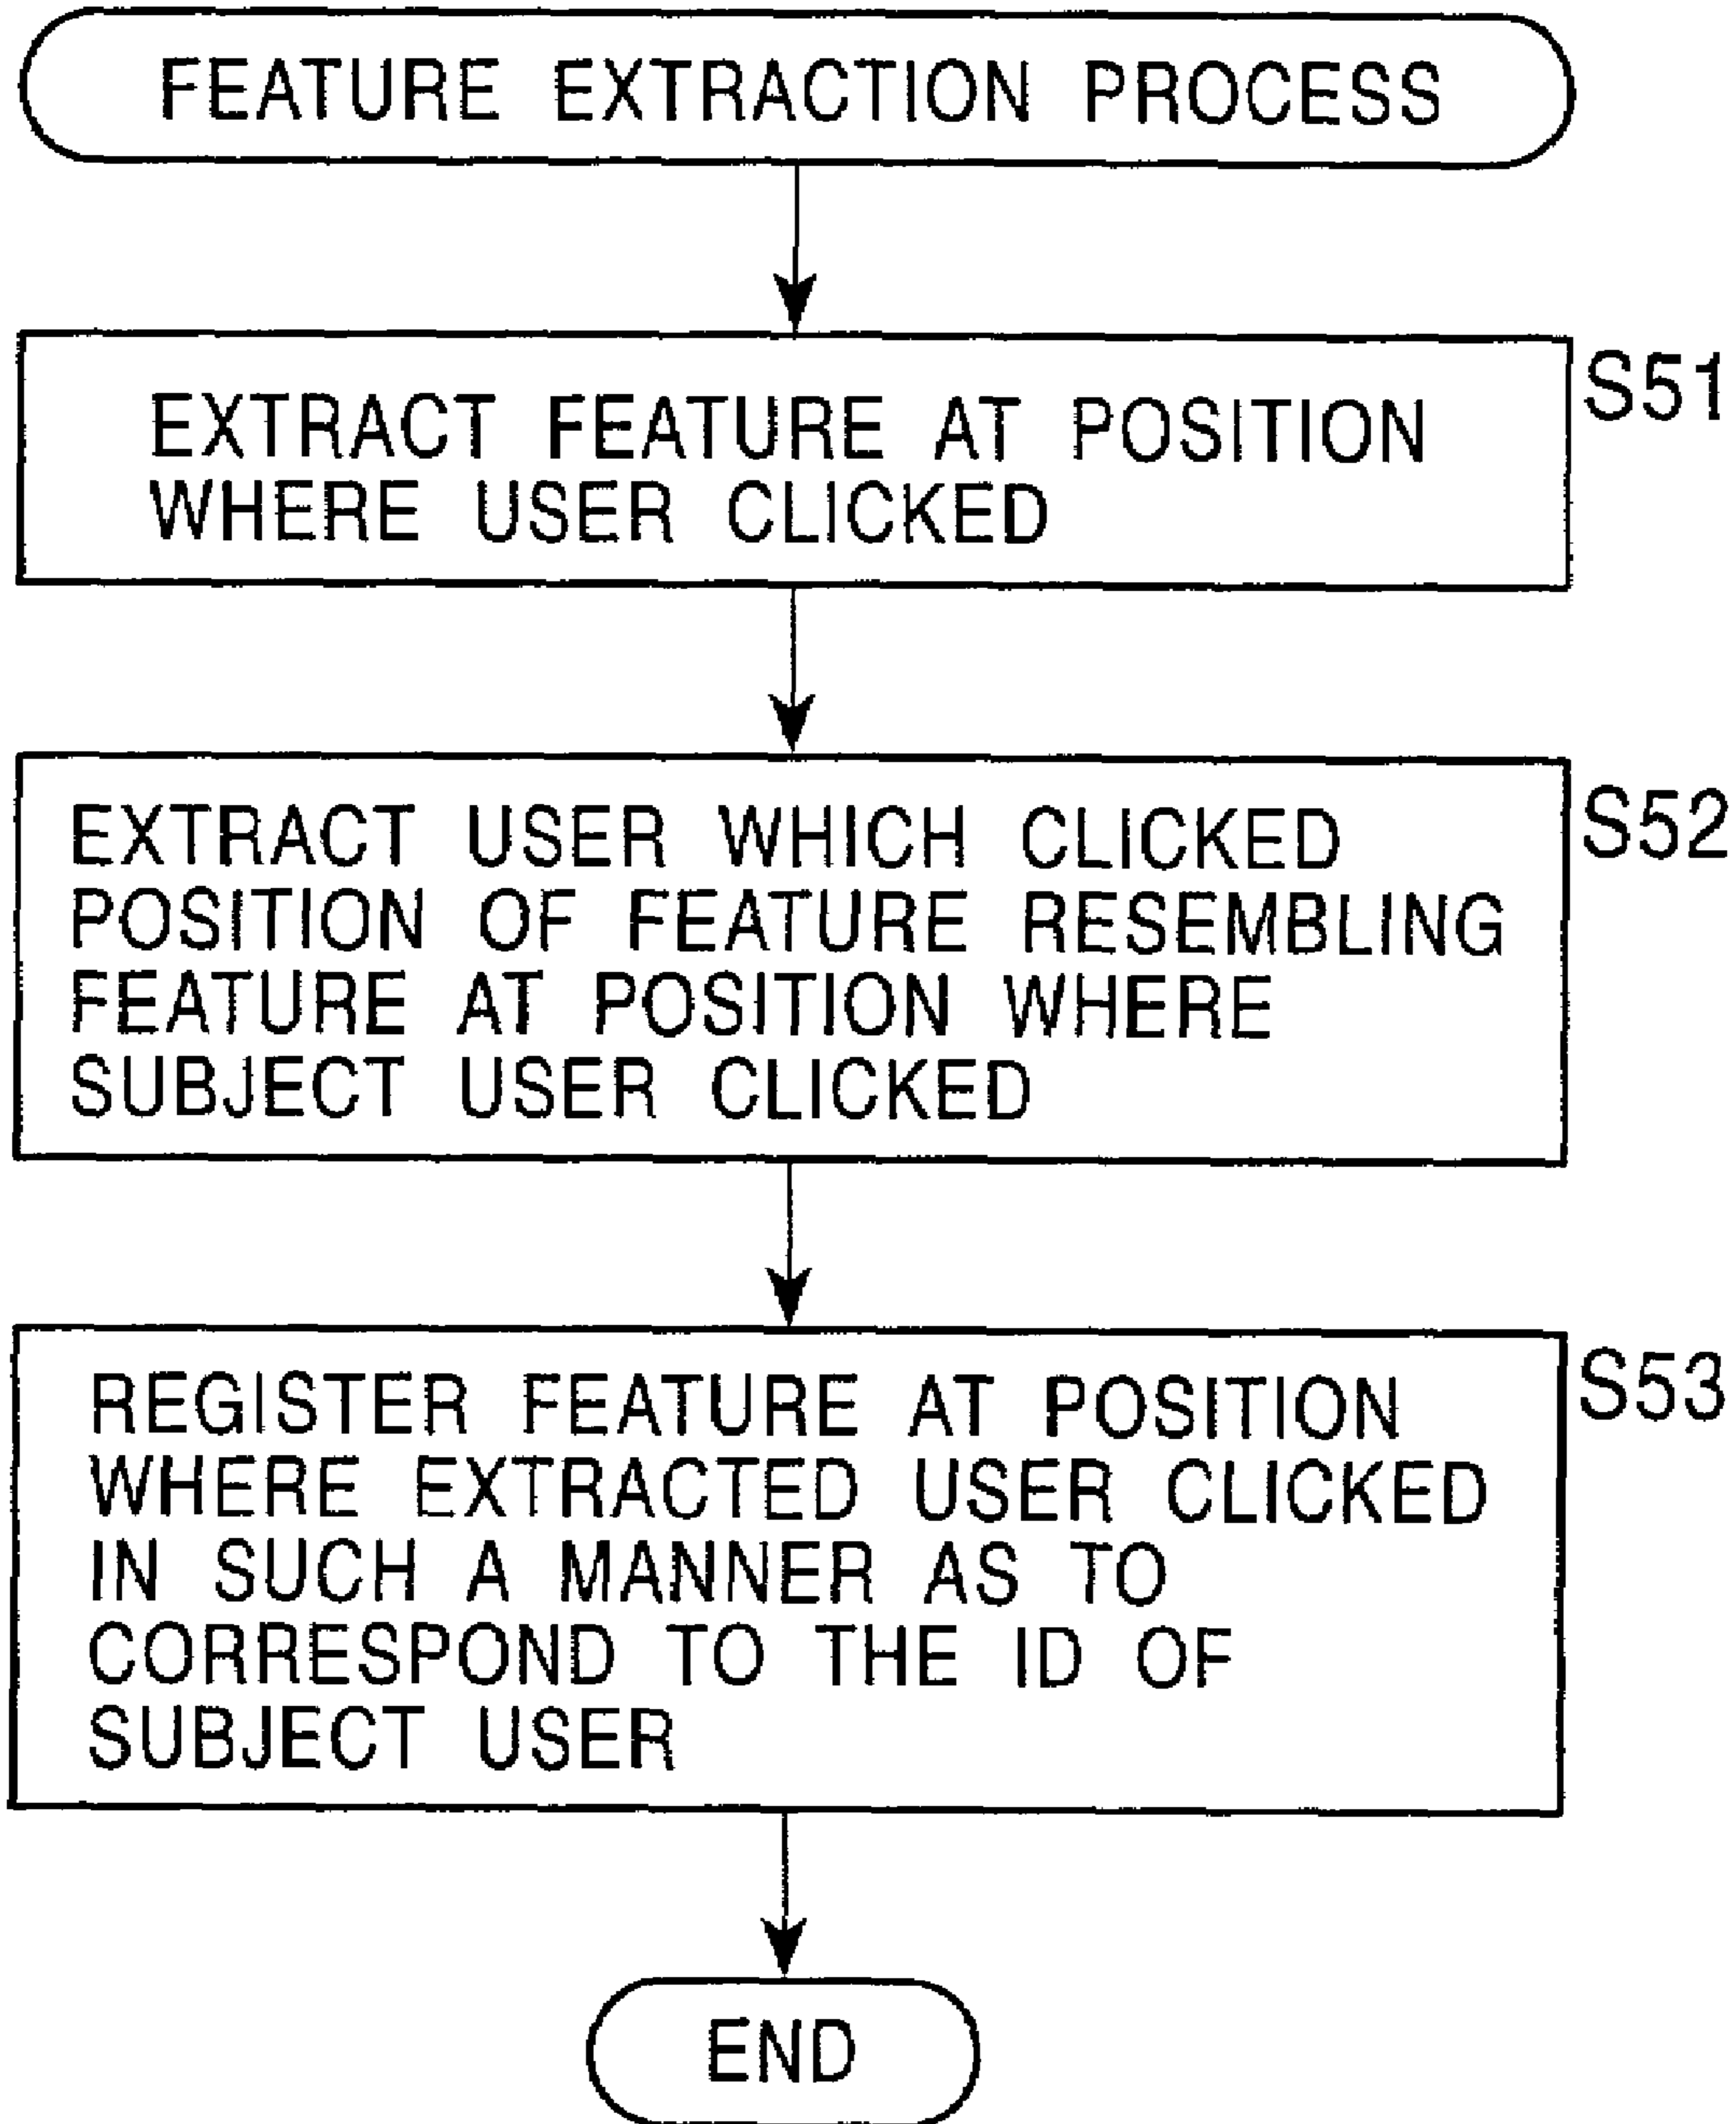 FEATURE EXTRACTION PROCESS
S51
EXTRACT FEATURE AT POSITION
WHERE USER CLICKED
S52
EXTRACT USER WHICH CLICKED
POSITION OF FEATURE RESEMBLING
FEATURE AT POSITION WHERE
SUBJECT USER CLICKED
S53
REGISTER FEATURE AT POSITION
WHERE EXTRACTED USER CLICKED
IN SUCH A MANNER AS TO
CORRESPOND TO THE ID OF
SUBJECT USER
END